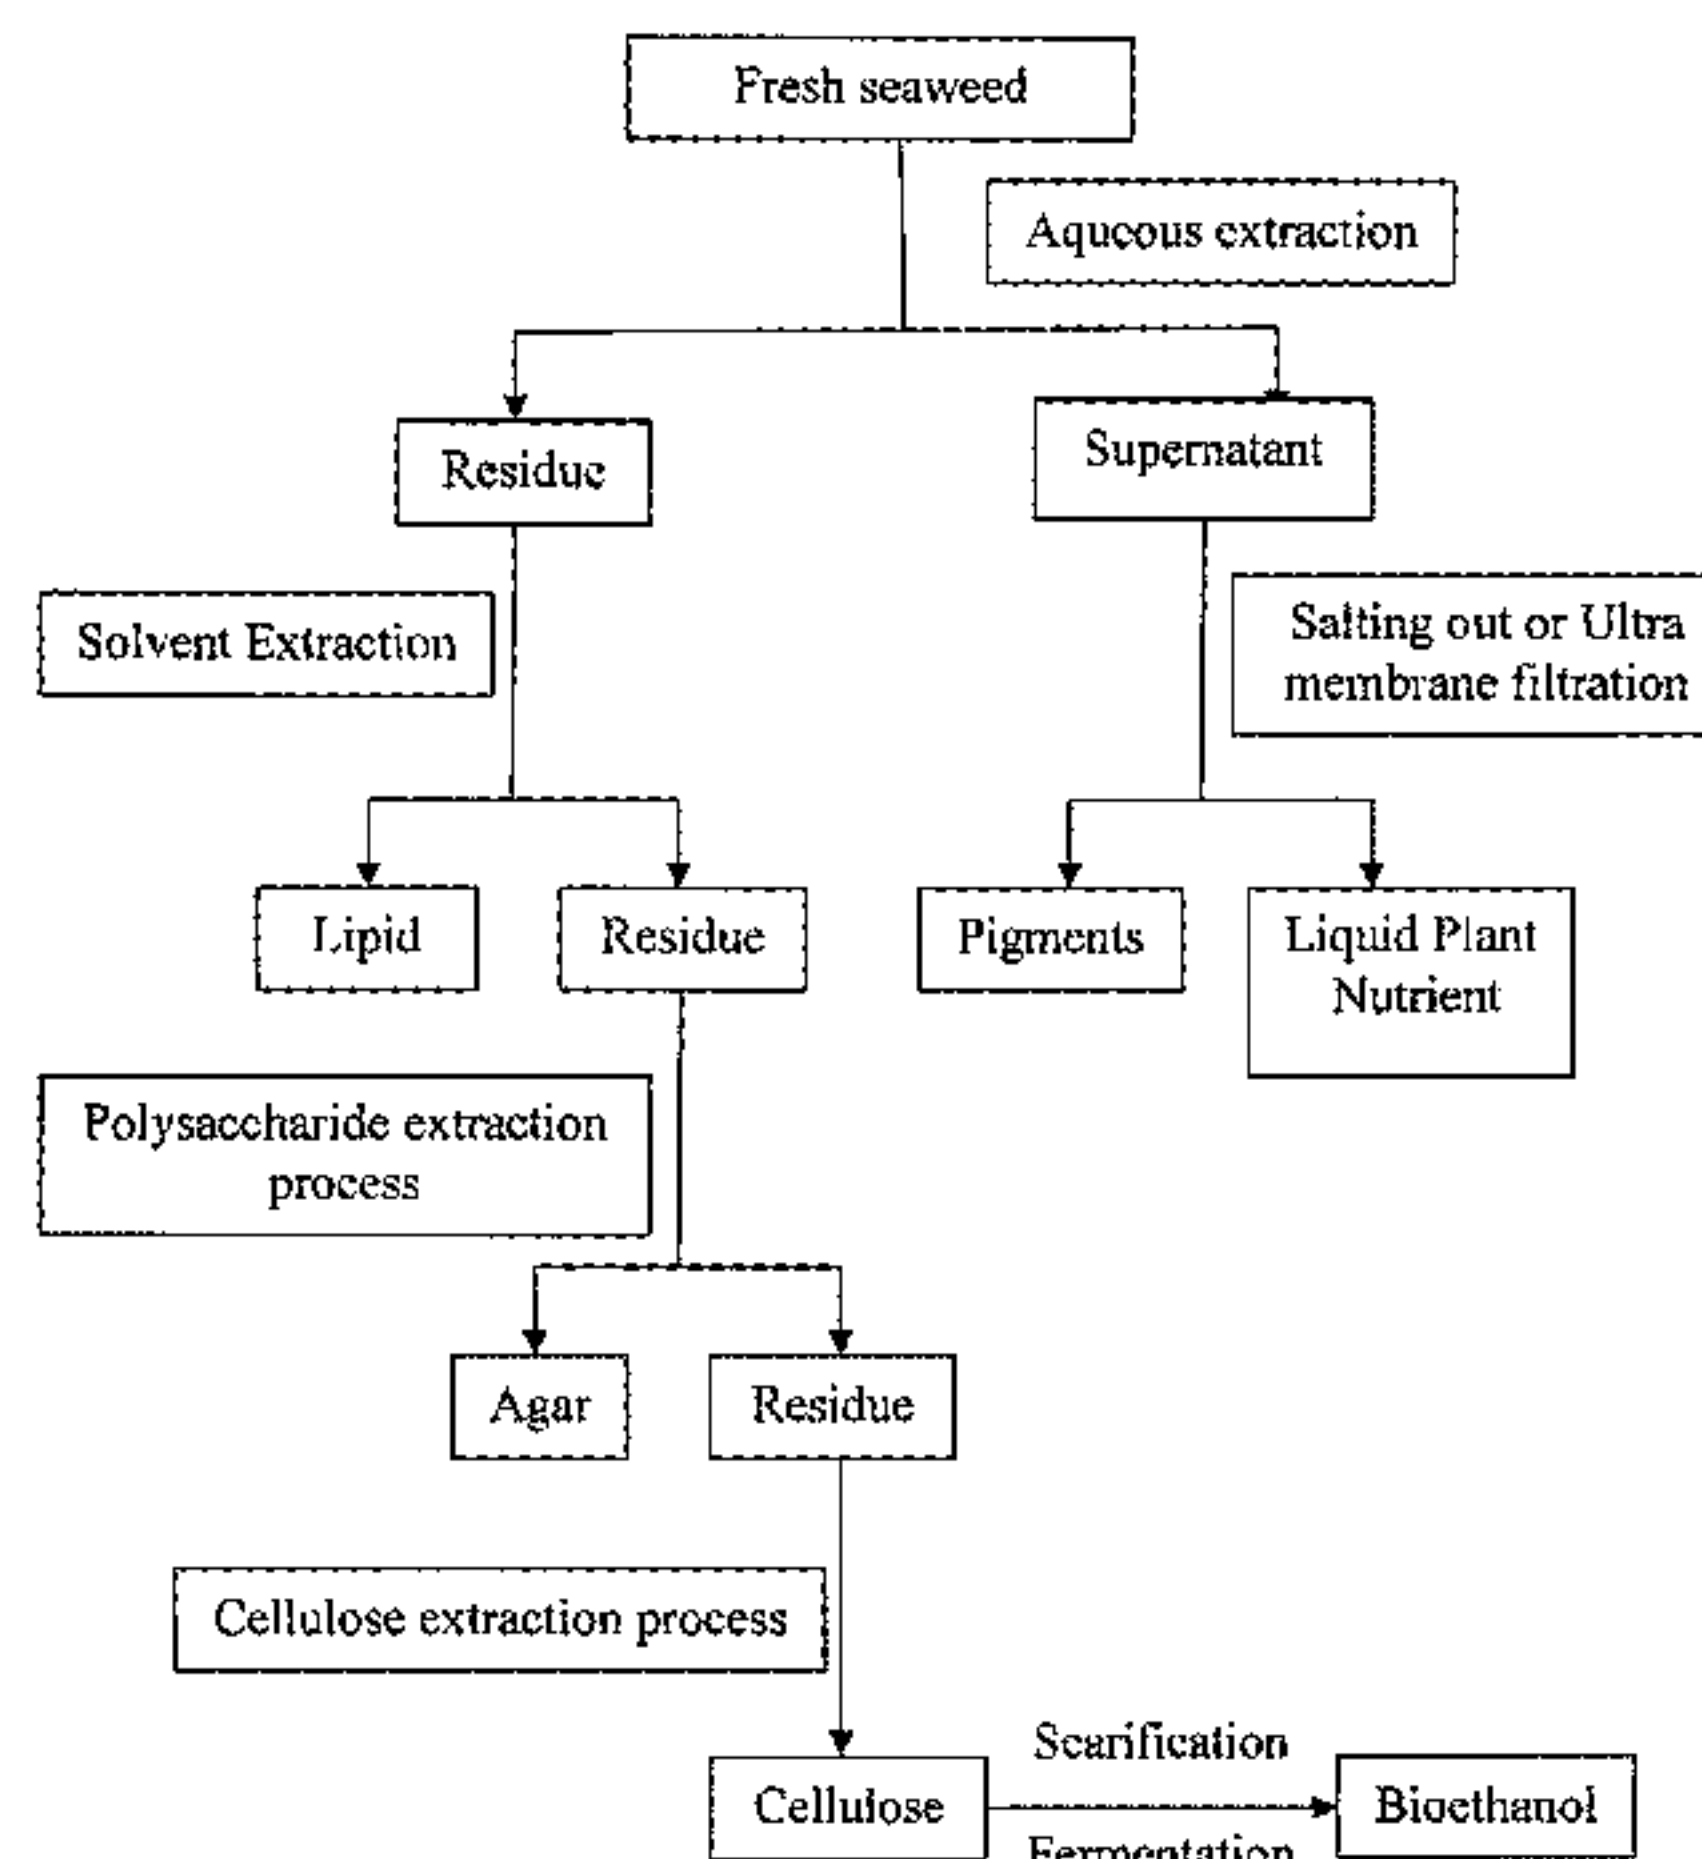 Fresh seaweed
Aqueous extraction
Residue
Supernatant
Solvent Extraction
Salting out or Ultra
membrane filtration
Lipid
Residue
Pigments
Liquid Plant
Nutrient
Polysaccharide extraction
process
Agar
Residue
Cellulose extraction process
Scarification
Cellulose
Bioethanol
Fermentation